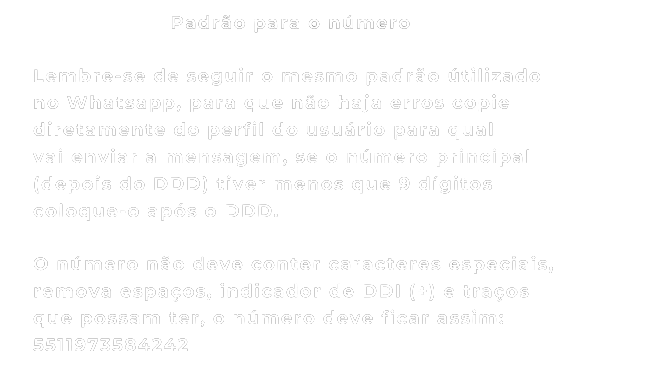 Padrão para o número
Lembre-se de seguir o mesmo padrão útilizado
no Whatsapp, para que não haja erros copie
diretamente do perfil do usuário para qual
vai enviar a mensagem, se o número principal
(depois do DDD) tiver menos que 9 dígitos
coloque-o após o DDD.
O número não deve conter caracteres especiais,
remova espaços, indicador de DDI (+) e traços
que possam ter, o número deve ficar assim:
5511973564242